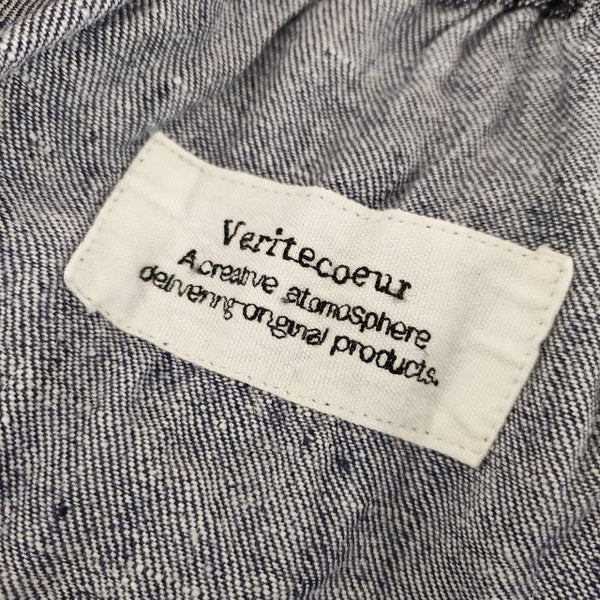 Veritecoeur
A creative atomosphere
delivering original products.